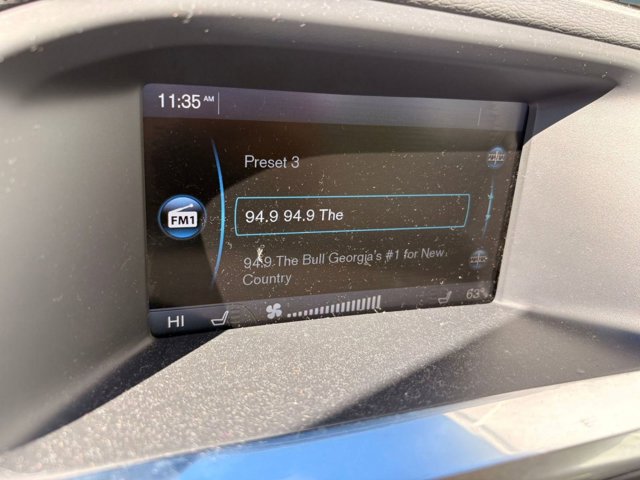 11:35 AM
Preset 3
FM1
94.9 94.9 The
94.9 The Bull Georgia's #1 for New
Country
HI
63°